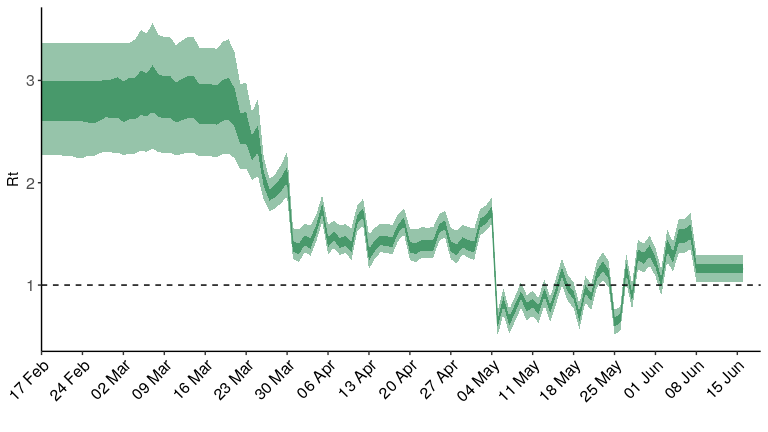 Rt
3
2
1
17 Feb
24 Feb
02 Mar
09 Mar
16 Mar
23 Mar
30 Mar
06 Apr
13 Apr
20 Apr
27 Apr
04 May
11 May
18 May
25 May
01 Jun
08 Jun
15 Jun